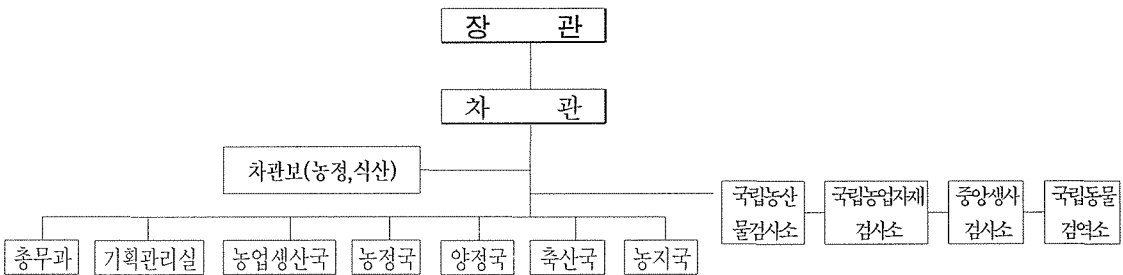 장 관
차 관
차관보(농정,식산)
국립농산
물검사소
국립농업자재
검사소
중앙생사
검사소
국립동물
검역소
총무과 기획관리실 농업생산국 농정국 양정국 축산국 농지국